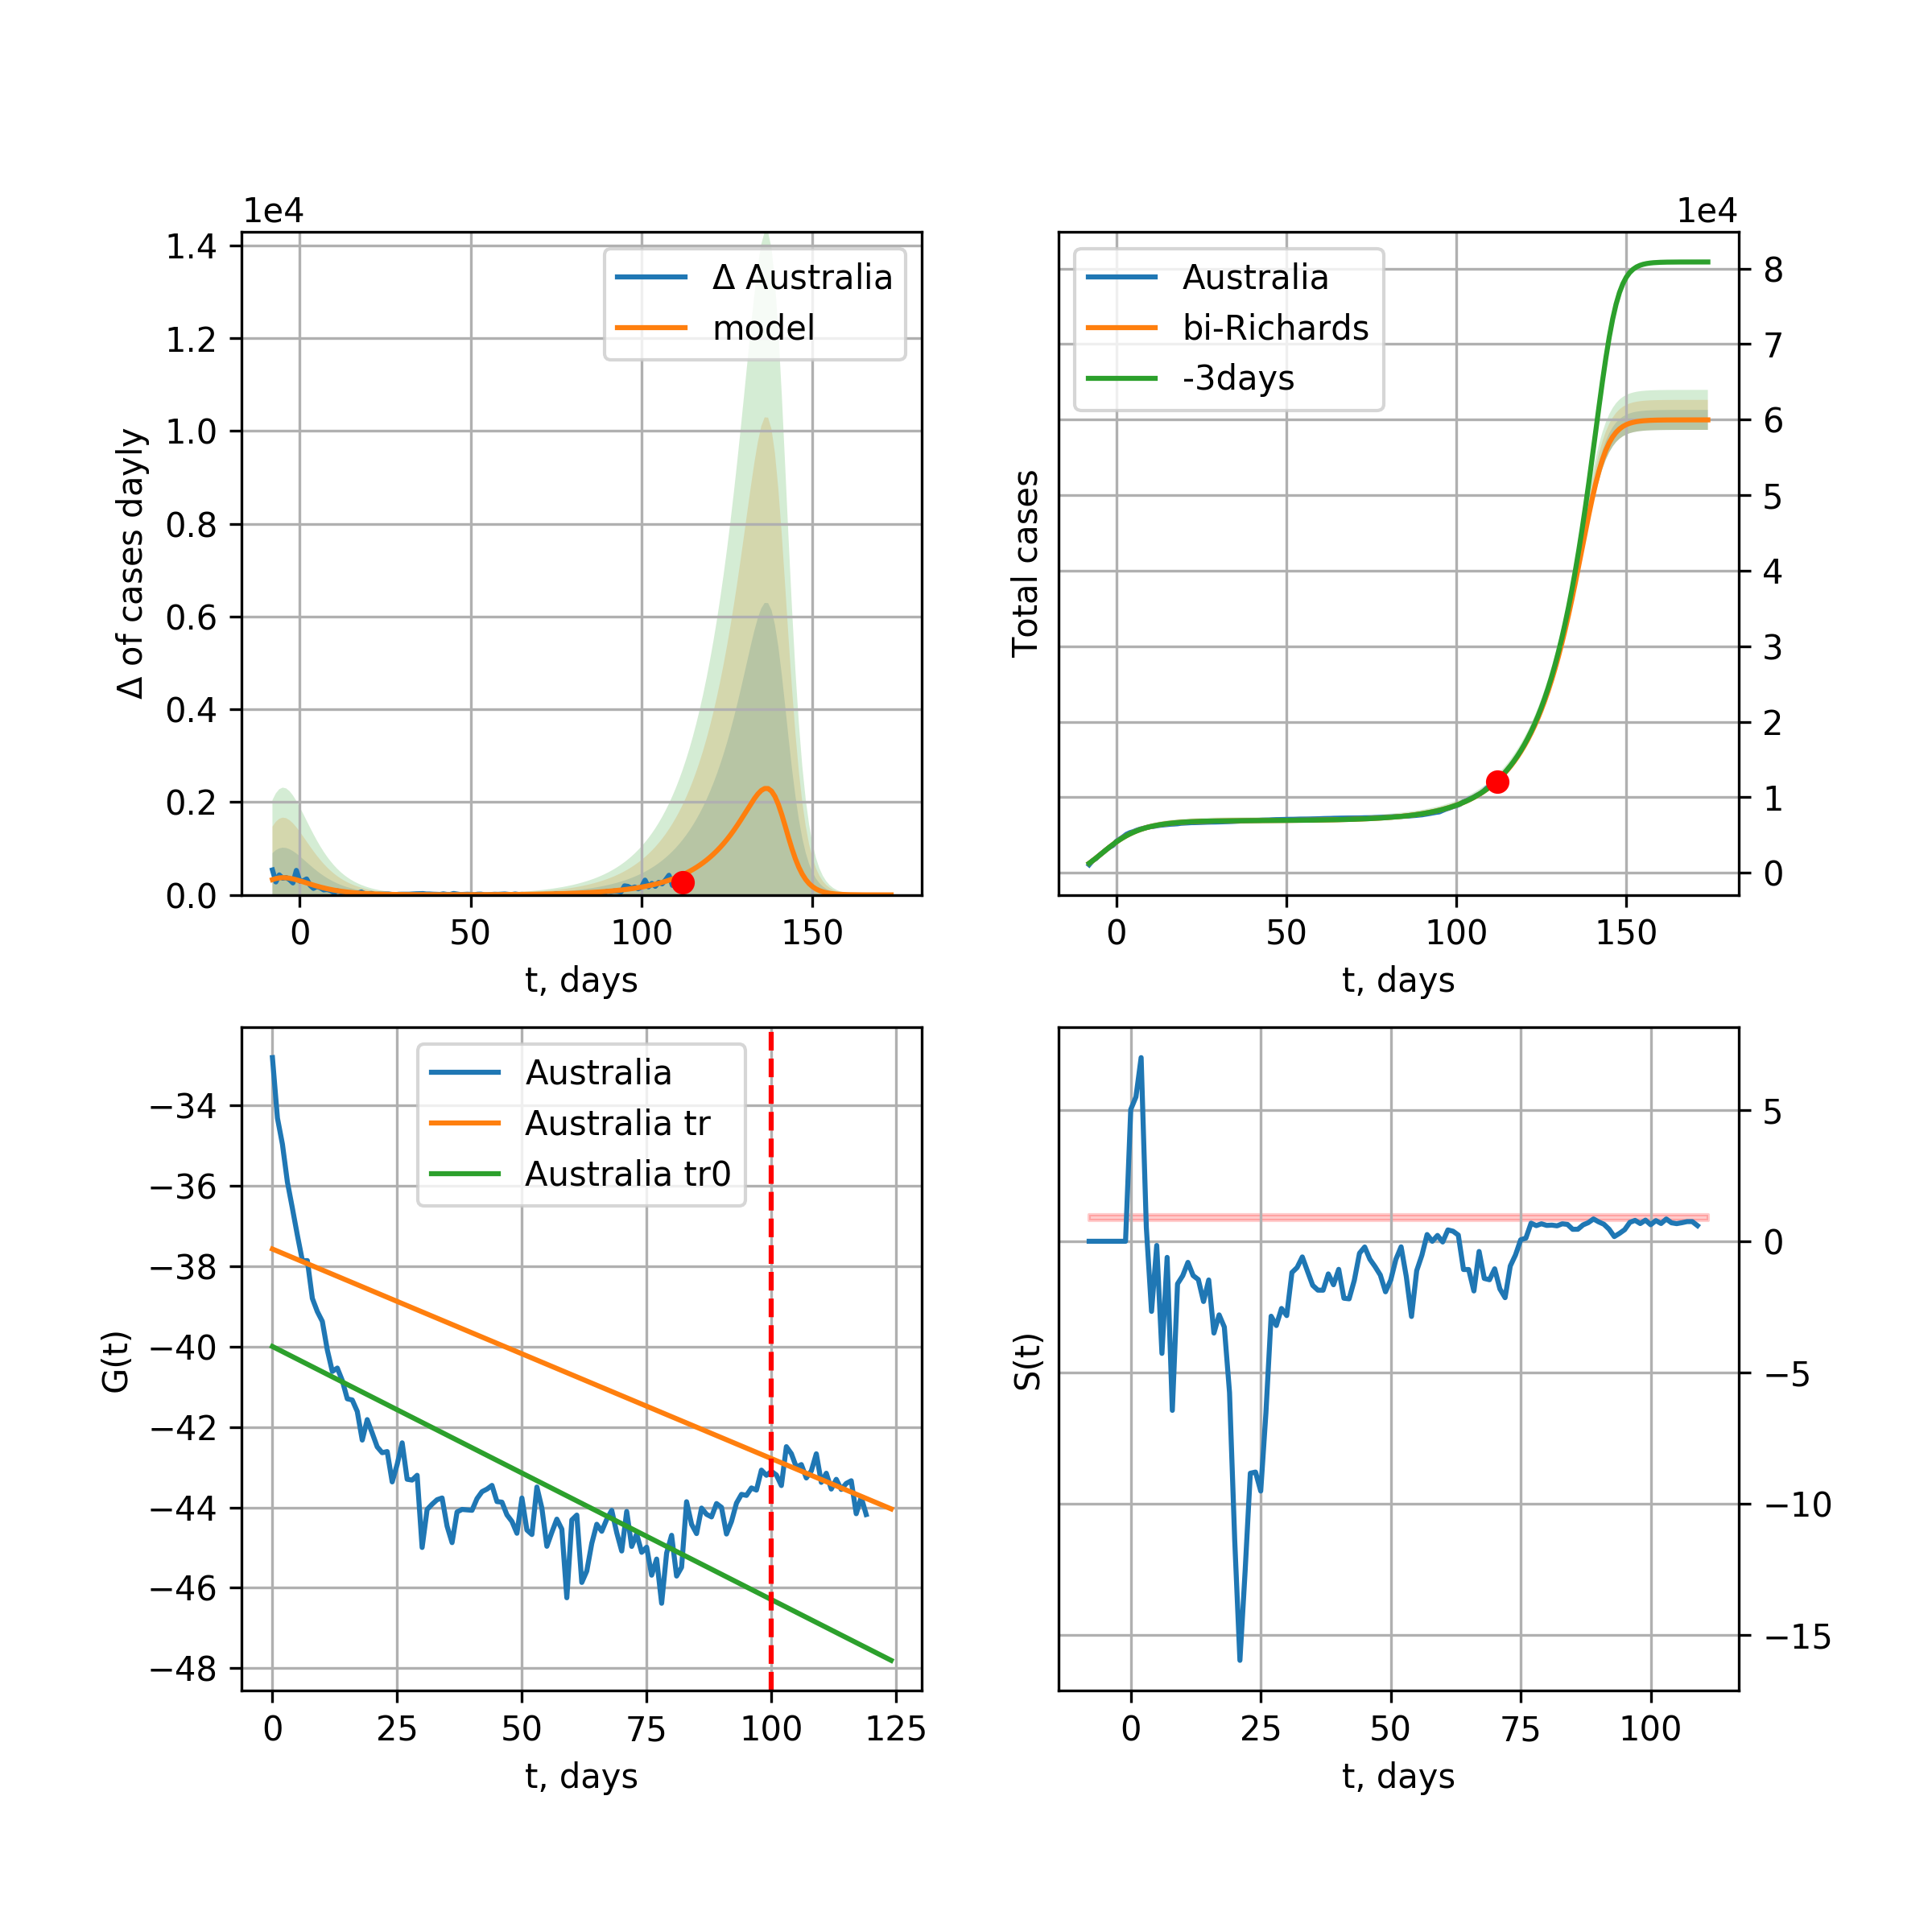 1e4
1.4
1.2
1.0
0.8
0.6
0.4
0.2
0.0
Δ of cases dayly
Δ Australia
model
0 50 100 150
t, days
1e4
8
7
6
5
4
3
2
1
0
Total cases
Australia
bi-Richards
-3days
0 50 100 150
t, days
−34
−36
−38
−40
−42
−44
−46
−48
G(t)
Australia
Australia tr
Australia tr0
0 25 50 75 100 125
t, days
5
0
−5
−10
−15
S(t)
0 25 50 75 100
t, days